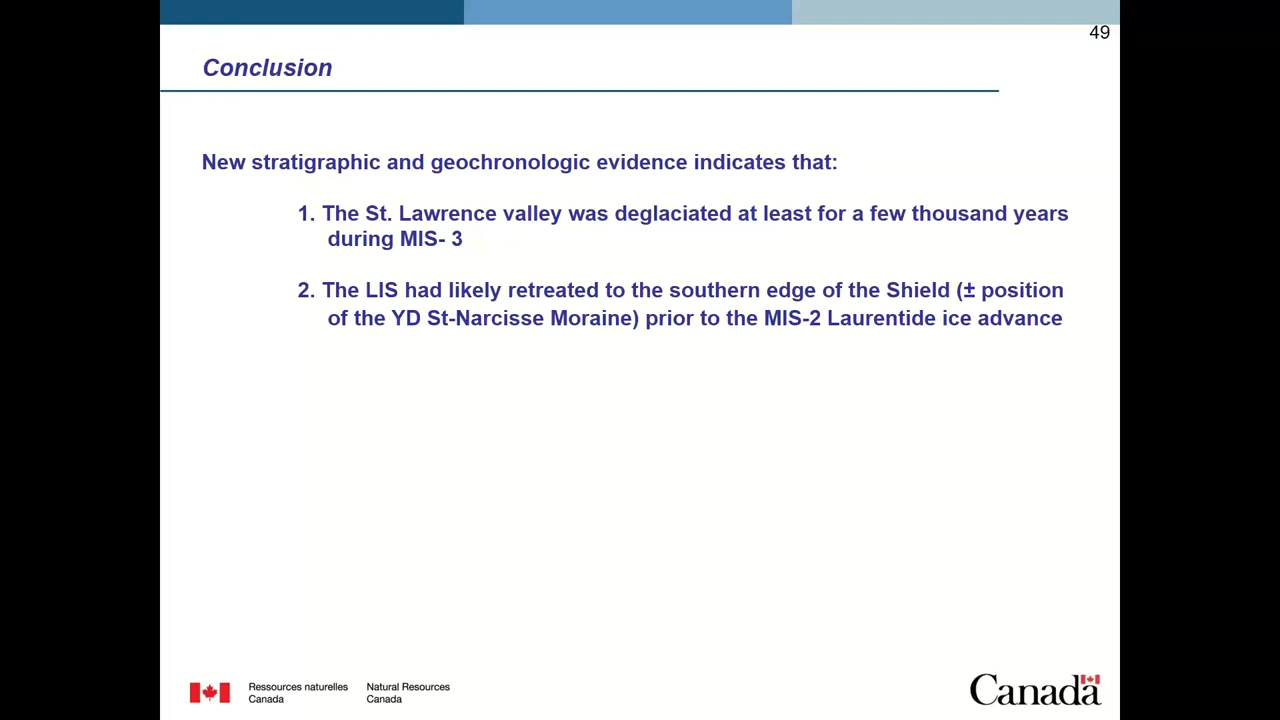 49
Conclusion
New stratigraphic and geochronologic evidence indicates that:
1. The St. Lawrence valley was deglaciated at least for a few thousand years
during MIS- 3
2. The LIS had likely retreated to the southern edge of the Shield (± position
of the YD St-Narcisse Moraine) prior to the MIS-2 Laurentide ice advance
Ressources naturelles
Canada
Natural Resources
Canada
Canada